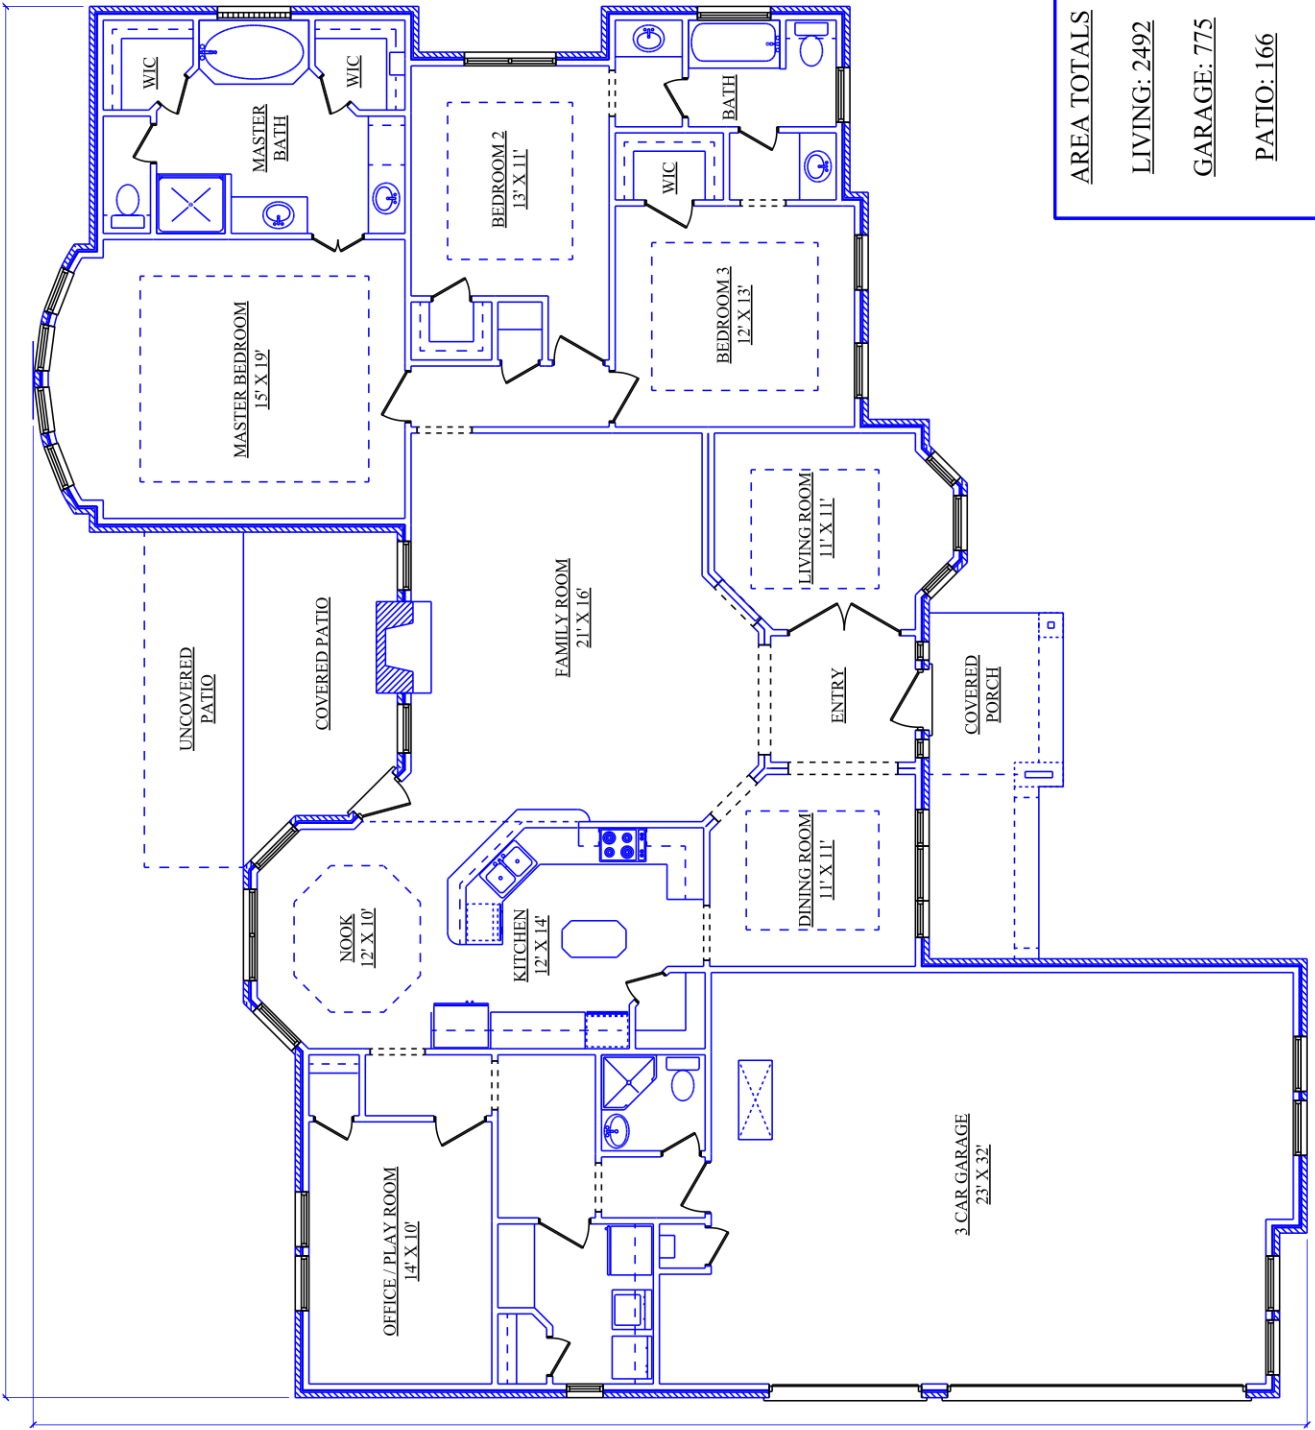 WIC
WIC
MASTER
BATH
BEDROOM 2
13' X 11'
BATH
WIC
MASTER BEDROOM
15' X 19'
BEDROOM 3
12' X 13'
LIVING ROOM
11' X 11'
FAMILY ROOM
21' X 16'
UNCOVERED
PATIO
COVERED PATIO
ENTRY
COVERED
PORCH
NOOK
12' X 10'
KITCHEN
12' X 14'
DINING ROOM
11' X 11'
OFFICE / PLAY ROOM
14' X 10'
3 CAR GARAGE
23' X 32'
AREA TOTALS
LIVING: 2492
GARAGE: 775
PATIO: 166